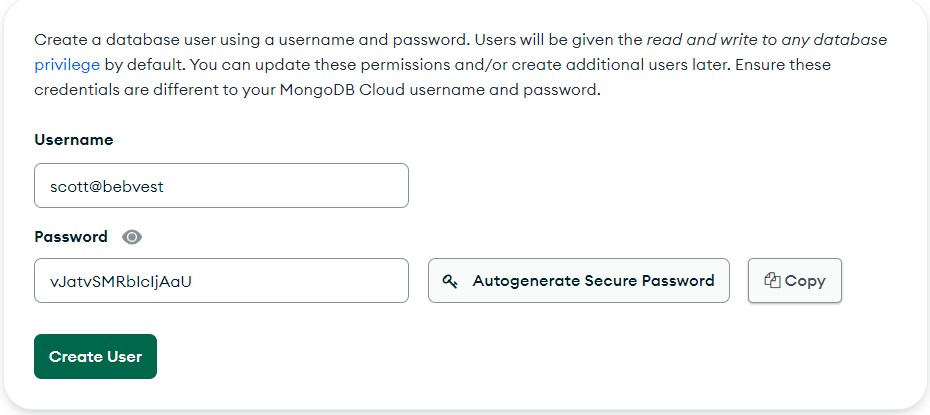 Create a database user using a username and password. Users will be given the read and write to any database
privilege by default. You can update these permissions and/or create additional users later. Ensure these
credentials are different to your MongoDB Cloud username and password.
Username
scott@bebvest
Password
vJatvSMRbIcIjAaU
Autogenerate Secure Password
Copy
Create User